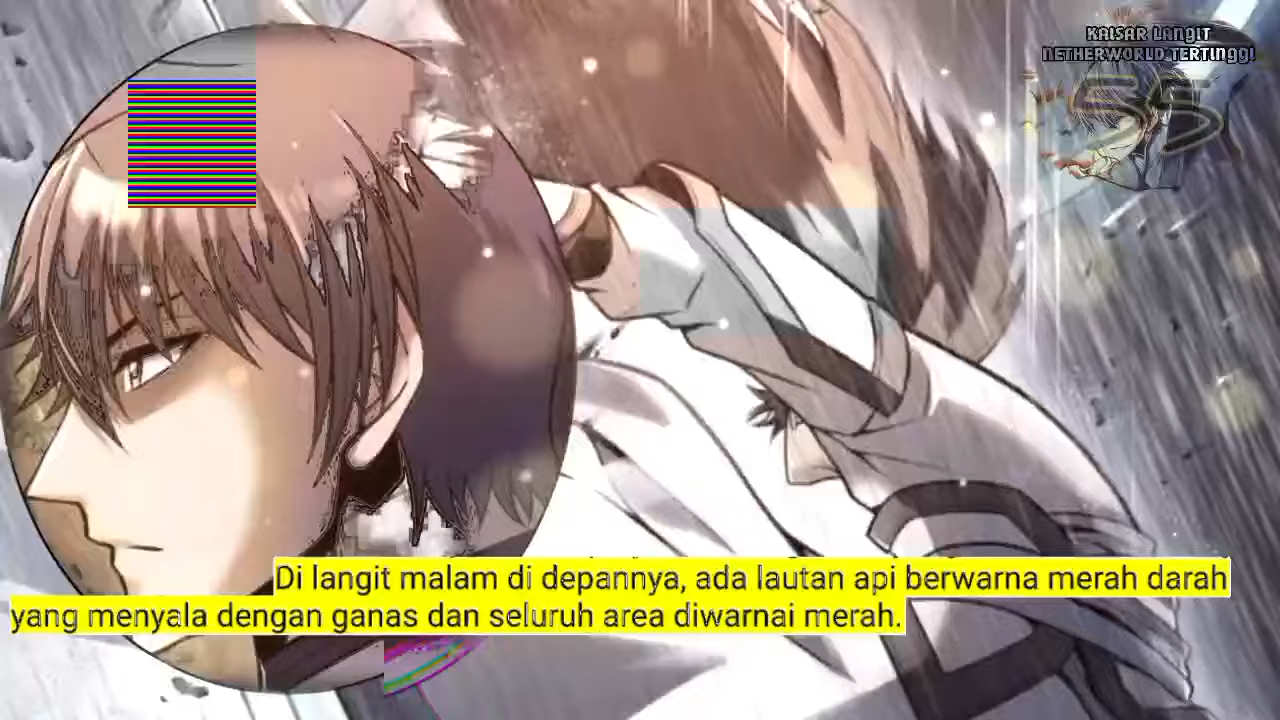 KAISAR LANGIT
NETHERWORLD TERTINGGI
55
Di langit malam di depannya, ada lautan api berwarna merah darah
yang menyala dengan ganas dan seluruh area diwarnai merah.